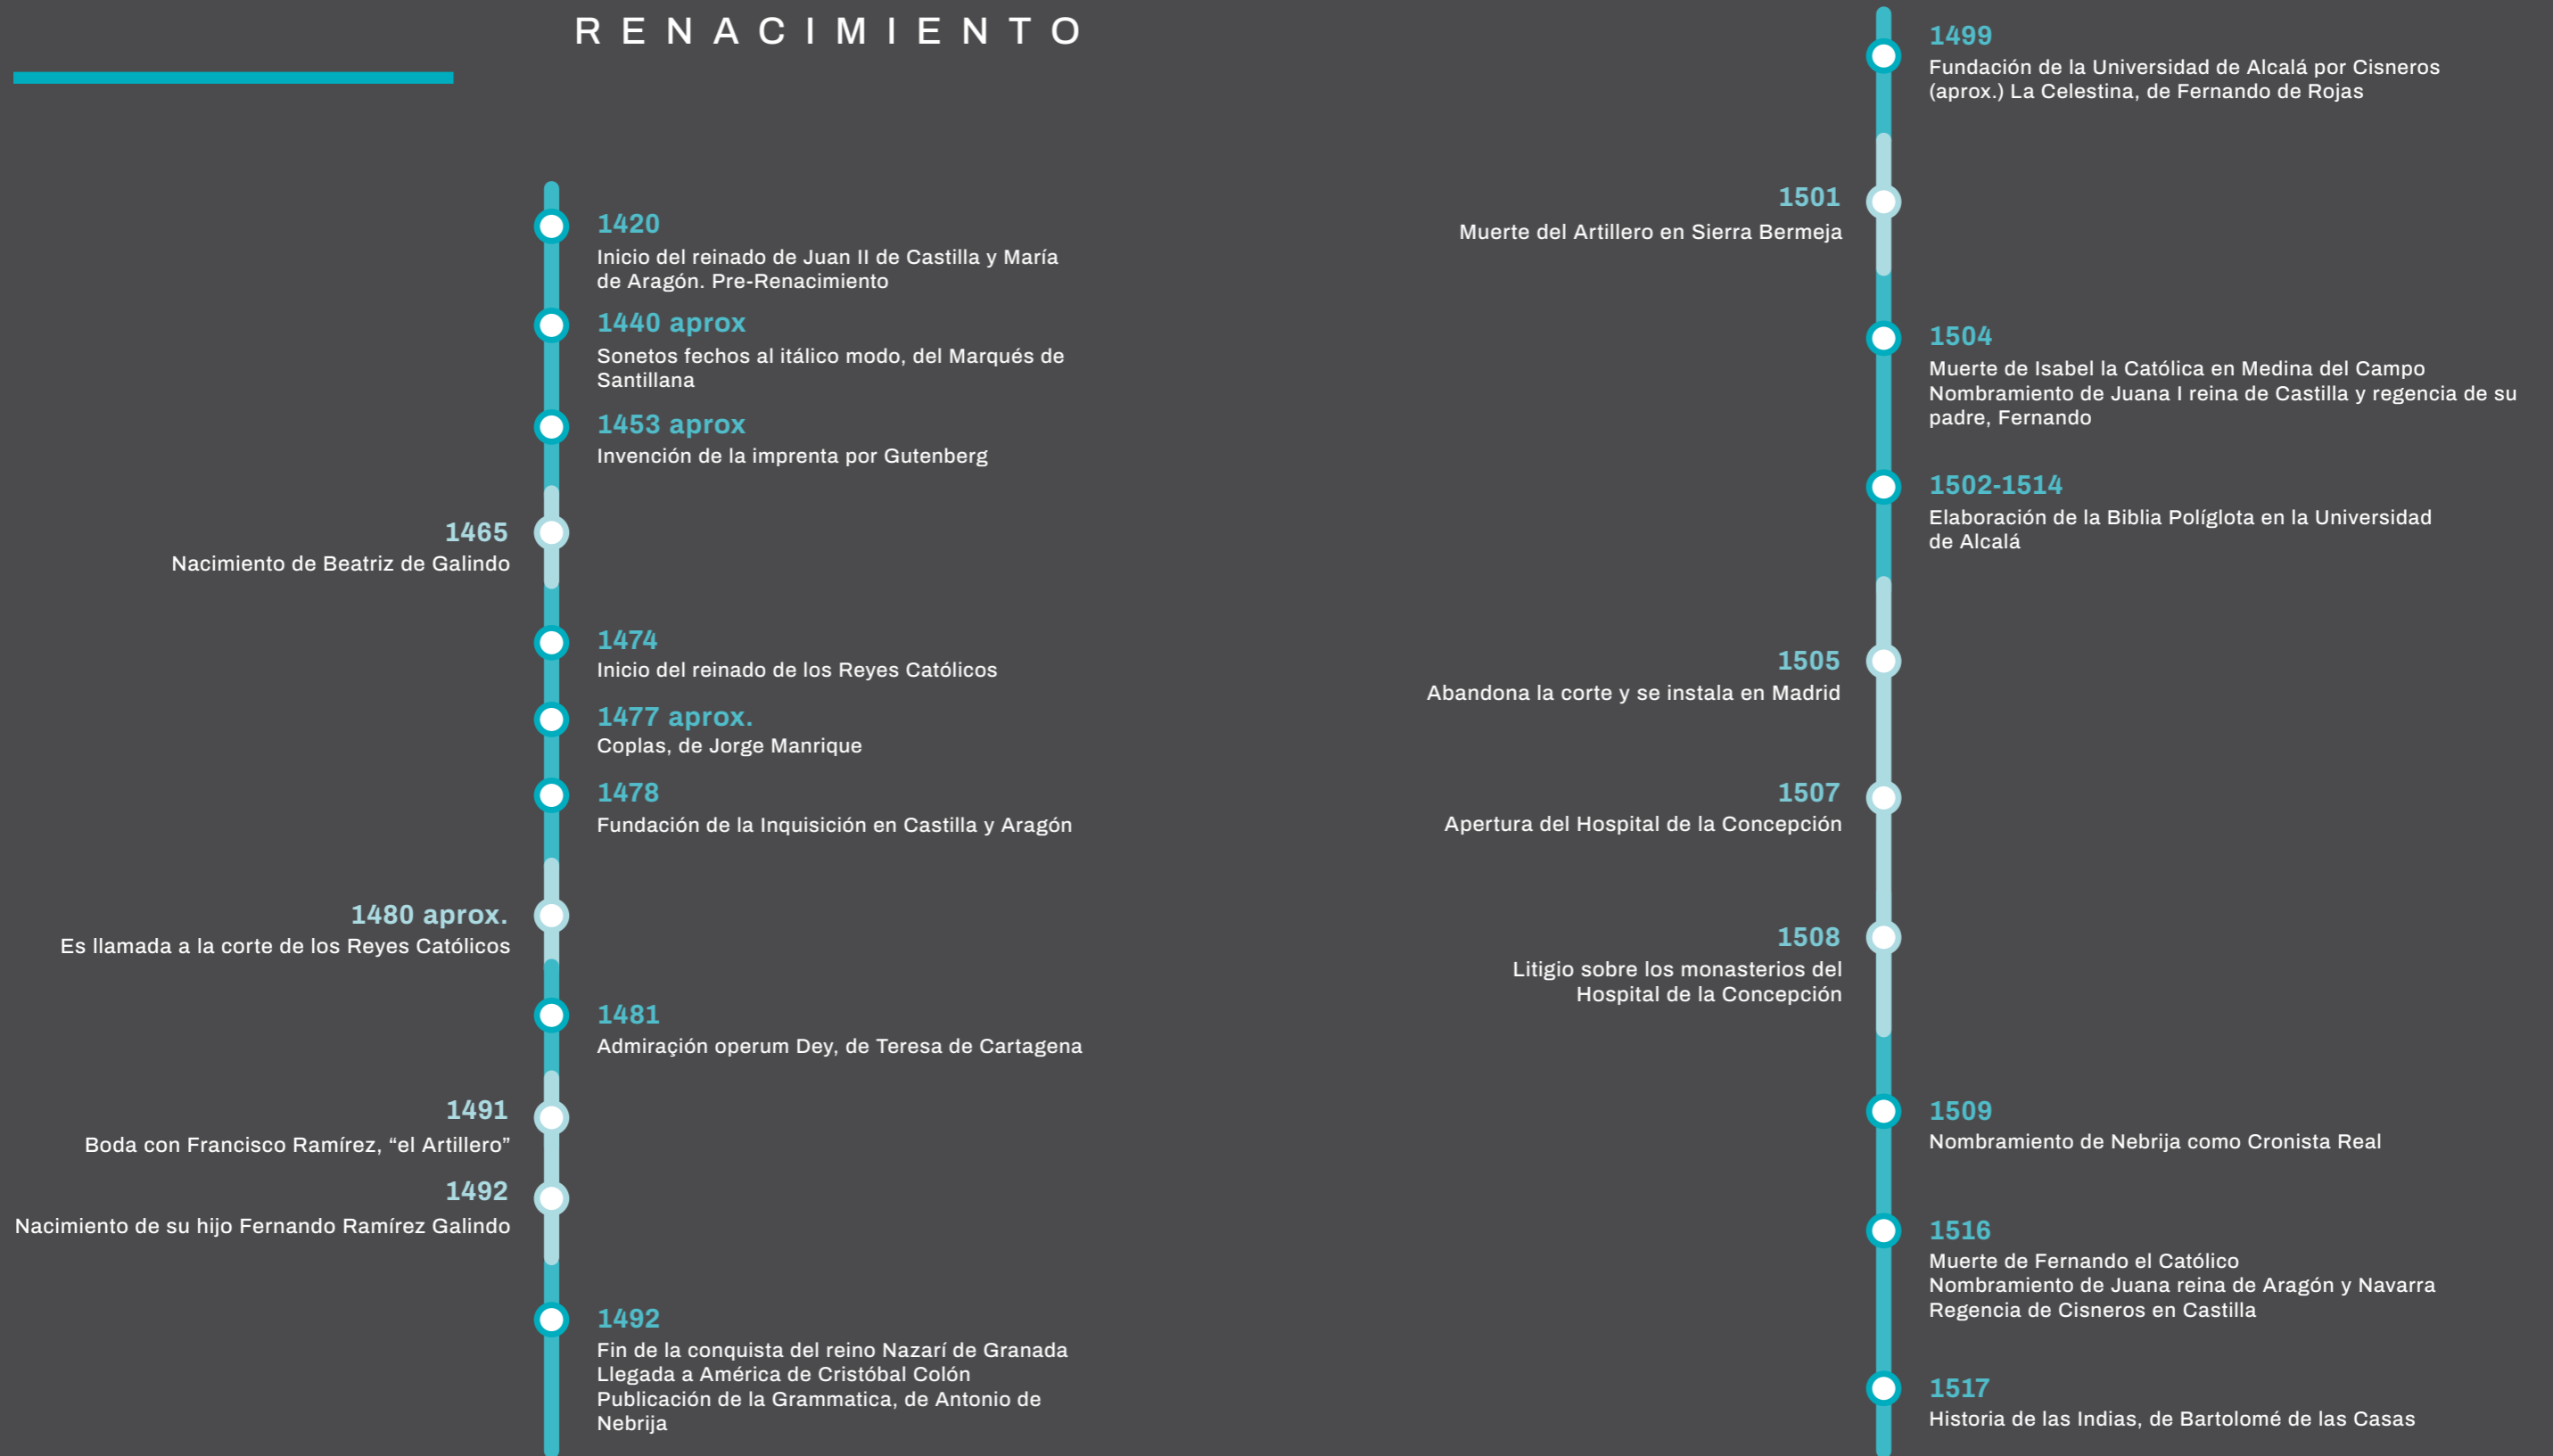 RENACIMIENTO
1420
Inicio del reinado de Juan II de Castilla y María
de Aragón. Pre-Renacimiento
1440 aprox
Sonetos fechos al itálico modo, del Marqués de
Santillana
1453 aprox
Invención de la imprenta por Gutenberg
1465
Nacimiento de Beatriz de Galindo
1474
Inicio del reinado de los Reyes Católicos
1477 aprox.
Coplas, de Jorge Manrique
1478
Fundación de la Inquisición en Castilla y Aragón
1480 aprox.
Es llamada a la corte de los Reyes Católicos
1481
Admiraçión operum Dey, de Teresa de Cartagena
1491
Boda con Francisco Ramírez, “el Artillero”
1492
Nacimiento de su hijo Fernando Ramírez Galindo
1492
Fin de la conquista del reino Nazarí de Granada
Llegada a América de Cristóbal Colón
Publicación de la Grammatica, de Antonio de
Nebrija
1499
Fundación de la Universidad de Alcalá por Cisneros
(aprox.) La Celestina, de Fernando de Rojas
1501
Muerte del Artillero en Sierra Bermeja
1504
Muerte de Isabel la Católica en Medina del Campo
Nombramiento de Juana I reina de Castilla y regencia de su
padre, Fernando
1502-1514
Elaboración de la Biblia Políglota en la Universidad
de Alcalá
1505
Abandona la corte y se instala en Madrid
1507
Apertura del Hospital de la Concepción
1508
Litigio sobre los monasterios del
Hospital de la Concepción
1509
Nombramiento de Nebrija como Cronista Real
1516
Muerte de Fernando el Católico
Nombramiento de Juana reina de Aragón y Navarra
Regencia de Cisneros en Castilla
1517
Historia de las Indias, de Bartolomé de las Casas